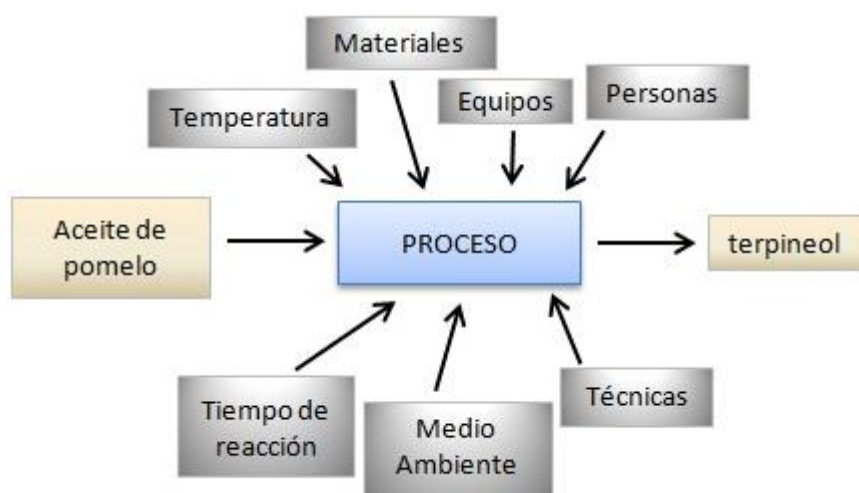 Materiales
Equipos
Personas
Temperatura
Aceite de
pomelo
PROCESO
terpineol
Tiempo de
reacción
Medio
Ambiente
Técnicas